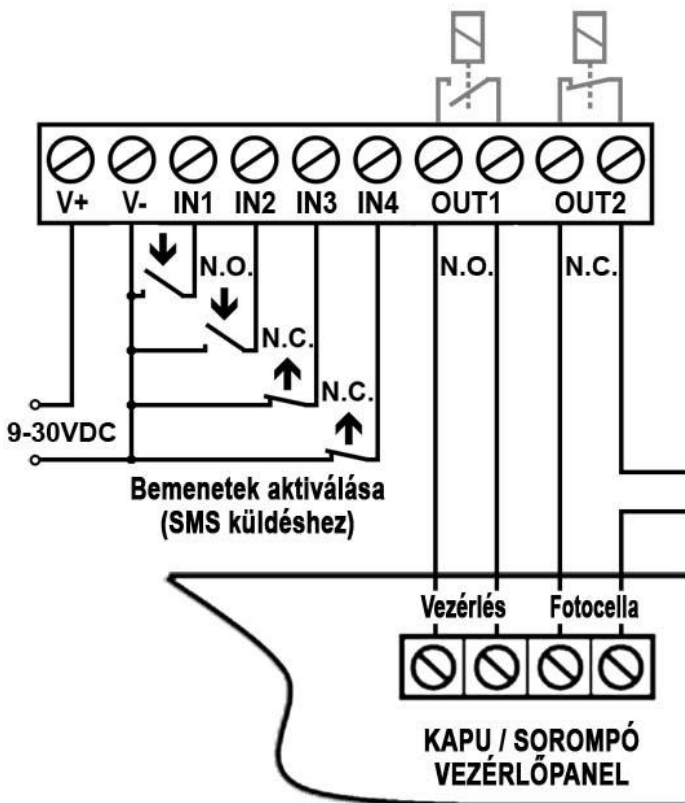 V+ V- IN1 IN2 IN3 IN4 OUT1 OUT2
N.O. N.O. N.C.
N.C.
N.C.
9-30VDC
Bemenetek aktiválása
(SMS küldéshez)
Vezérlés Fotocella
KAPU / SOROMPÓ
VEZÉRLŐPANEL